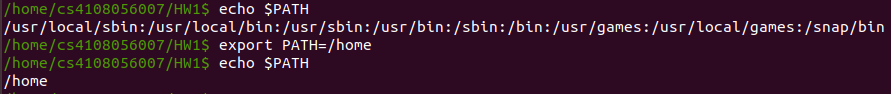 /home/cs4108056007/HW1$ echo $PATH
/usr/local/sbin:/usr/local/bin:/usr/sbin:/usr/bin:/sbin:/bin:/usr/games:/usr/local/games:/snap/bin
/home/cs4108056007/HW1$ export PATH=/home
/home/cs4108056007/HW1$ echo $PATH
/home